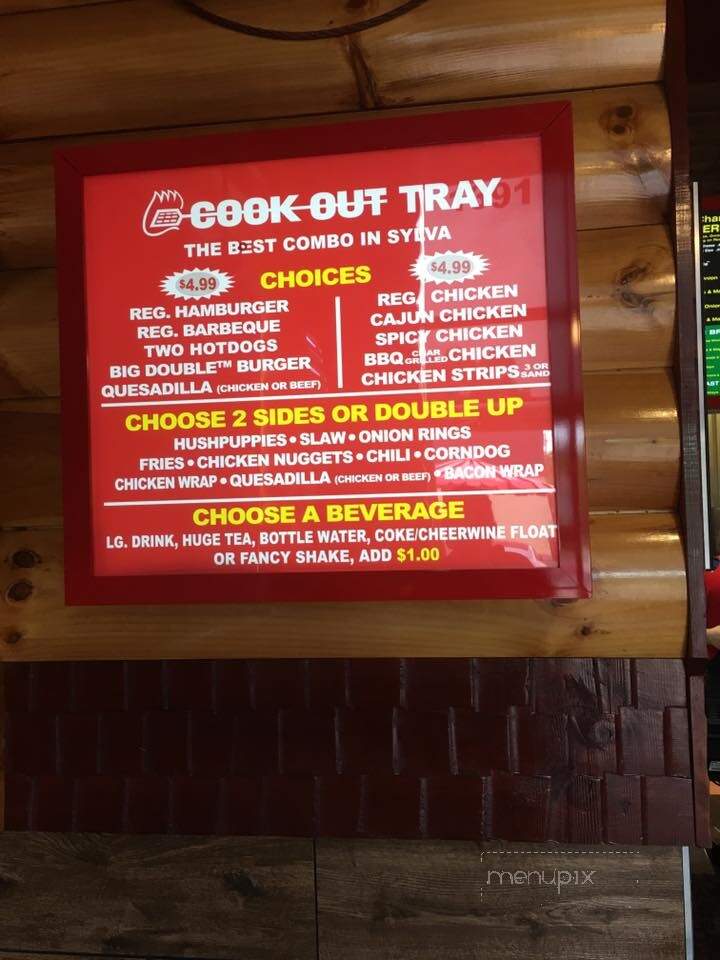 COOK OUT TRAY
THE BEST COMBO IN SYLVA
$4.99 CHOICES $4.99
REG. HAMBURGER
REG. BARBEQUE
TWO HOTDOGS
BIG DOUBLE™ BURGER
QUESADILLA (CHICKEN OR BEEF)
REG. CHICKEN
CAJUN CHICKEN
SPICY CHICKEN
BBQ CHAR GRILLED CHICKEN
CHICKEN STRIPS 3 OR SAND
CHOOSE 2 SIDES OR DOUBLE UP
HUSHPUPPIES • SLAW • ONION RINGS
FRIES • CHICKEN NUGGETS • CHILI • CORNDOG
CHICKEN WRAP • QUESADILLA (CHICKEN OR BEEF) • BACON WRAP
CHOOSE A BEVERAGE
LG. DRINK, HUGE TEA, BOTTLE WATER, COKE/CHEERWINE FLOAT
OR FANCY SHAKE, ADD $1.00
menupix